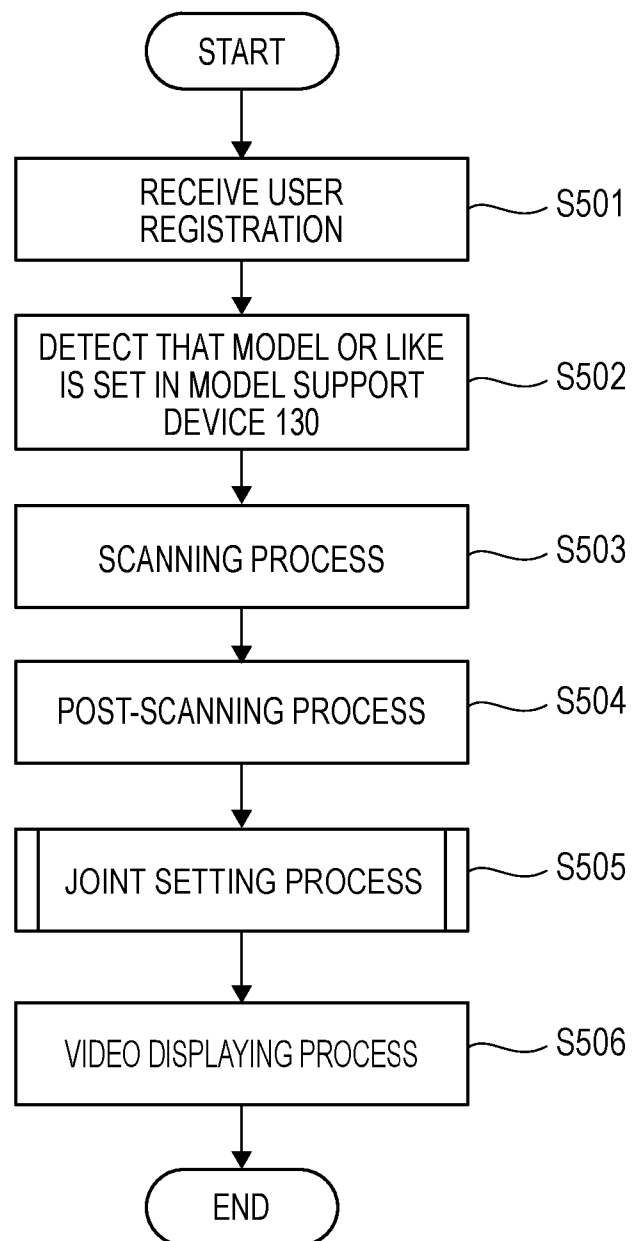 START
RECEIVE USER
REGISTRATION
S501
DETECT THAT MODEL OR LIKE
IS SET IN MODEL SUPPORT
DEVICE 130
S502
SCANNING PROCESS
S503
POST-SCANNING PROCESS
S504
JOINT SETTING PROCESS
S505
VIDEO DISPLAYING PROCESS
S506
END